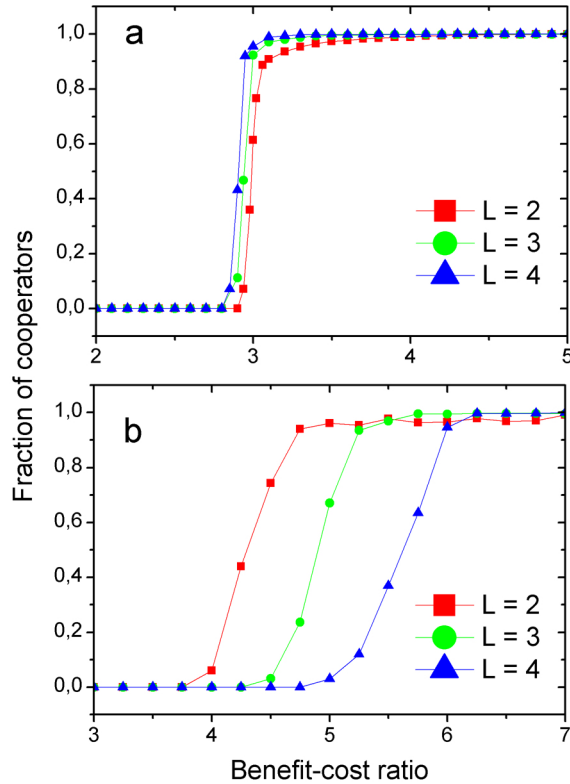 a
1,0
0,8
0,6
0,4
0,2
0,0
L = 2
L = 3
L = 4
2 3 4 5
Fraction of cooperators
b
1,0
0,8
0,6
0,4
0,2
0,0
L = 2
L = 3
L = 4
3 4 5 6 7
Benefit-cost ratio